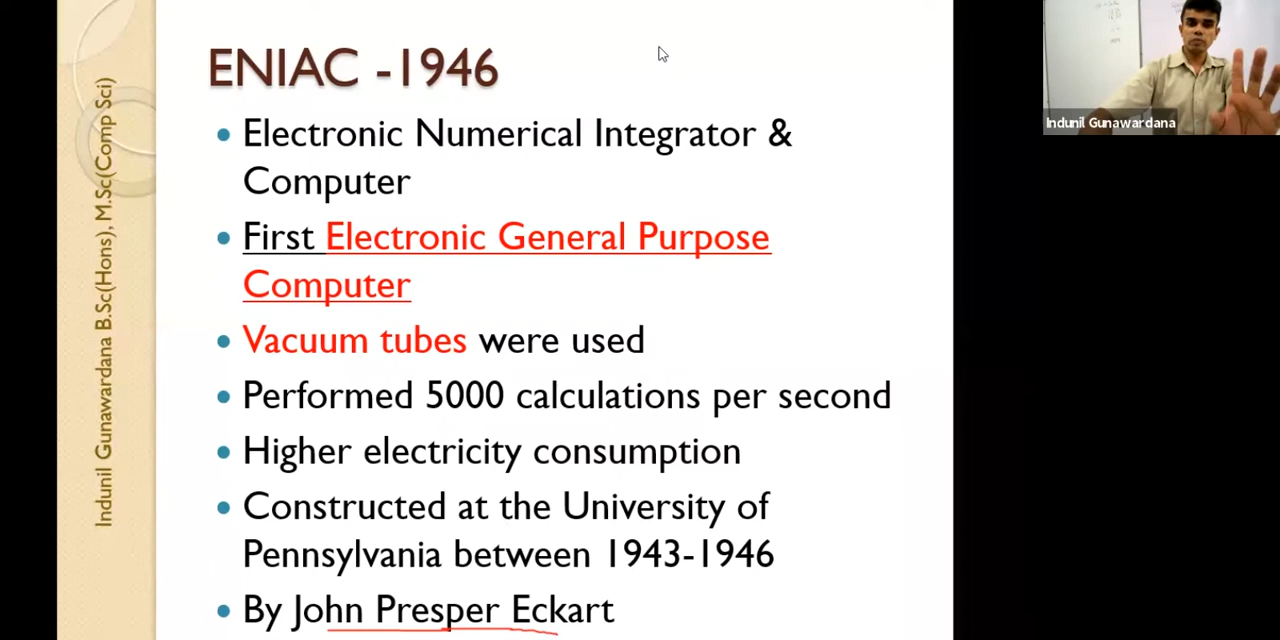 ENIAC -1946
Electronic Numerical Integrator &
Computer
First Electronic General Purpose
Computer
Vacuum tubes were used
Performed 5000 calculations per second
Higher electricity consumption
Constructed at the University of
Pennsylvania between 1943-1946
By John Presper Eckart
Indunil Gunawardana B.Sc(Hons), M.Sc(Comp Sci)
Indunil Gunawardana